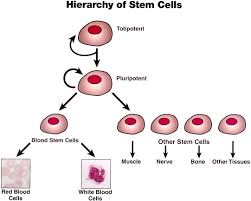 Hierarchy of Stem Cells
Totipotent
Pluripotent
Blood Stem Cells
Other Stem Cells
Muscle
Nerve
Bone
Other Tissues
Red Blood
Cells
White Blood
Cells